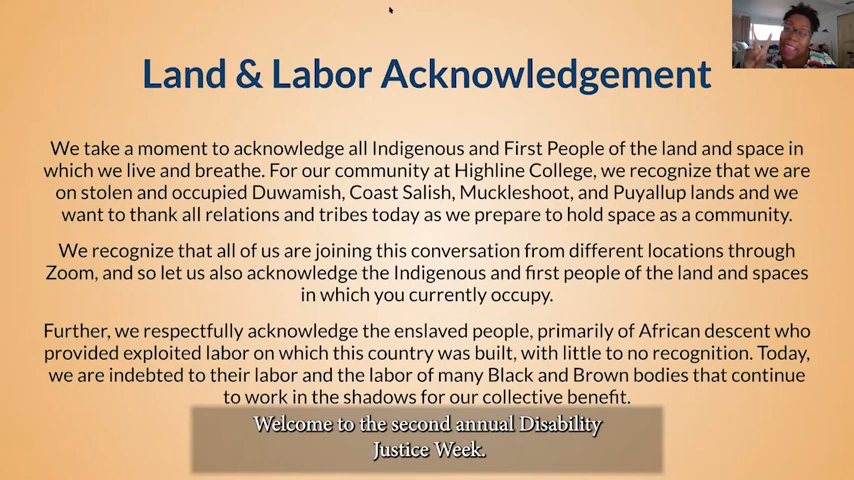 Land & Labor Acknowledgement
We take a moment to acknowledge all Indigenous and First People of the land and space in
which we live and breathe. For our community at Highline College, we recognize that we are
on stolen and occupied Duwamish, Coast Salish, Muckleshoot, and Puyallup lands and we
want to thank all relations and tribes today as we prepare to hold space as a community.
We recognize that all of us are joining this conversation from different locations through
Zoom, and so let us also acknowledge the Indigenous and first people of the land and spaces
in which you currently occupy.
Further, we respectfully acknowledge the enslaved people, primarily of African descent who
provided exploited labor on which this country was built, with little to no recognition. Today,
we are indebted to their labor and the labor of many Black and Brown bodies that continue
to work in the shadows for our collective benefit.
Welcome to the second annual Disability
Justice Week.